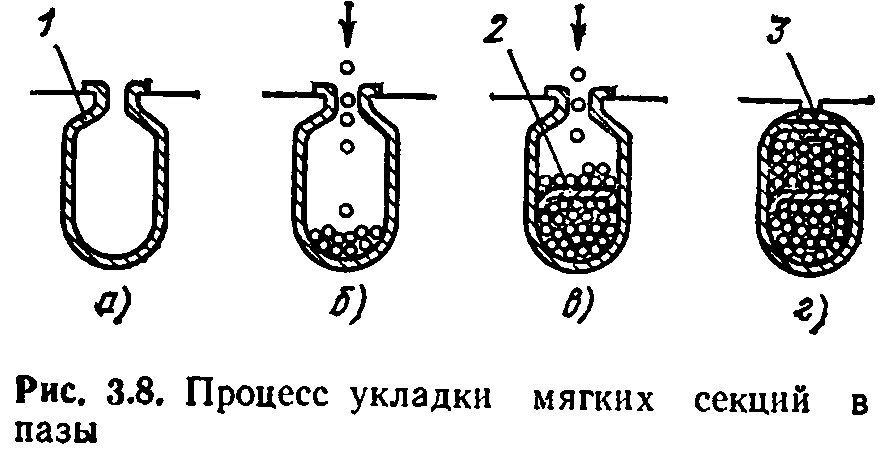 1
2
3
а)
б)
в)
г)
Рис. 3.8. Процесс укладки мягких секций в
пазы